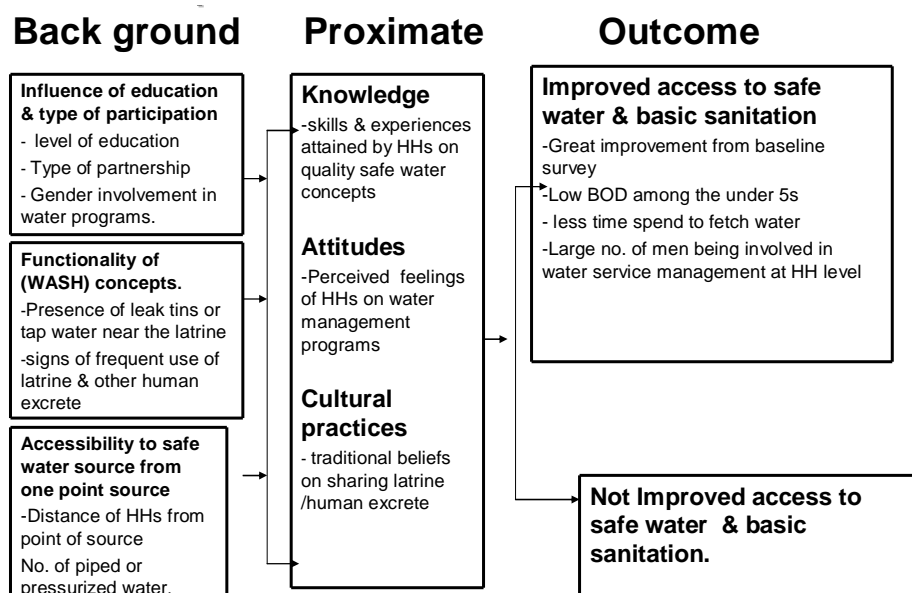 Back ground
Proximate
Outcome
Influence of education
& type of participation
- level of education
- Type of partnership
- Gender involvement in
water programs.
Functionality of
(WASH) concepts.
-Presence of leak tins or
tap water near the latrine
-signs of frequent use of
latrine & other human
excrete
Accessibility to safe
water source from
one point source
-Distance of HHs from
point of source
No. of piped or
pressurized water.
Knowledge
-skills & experiences
attained by HHs on
quality safe water
concepts
Attitudes
-Perceived feelings
of HHs on water
management
programs
Cultural
practices
- traditional beliefs
on sharing latrine
/human excrete
Improved access to safe
water & basic sanitation
-Great improvement from baseline
survey
-Low BOD among the under 5s
- less time spend to fetch water
-Large no. of men being involved in
water service management at HH level
Not Improved access to
safe water & basic
sanitation.